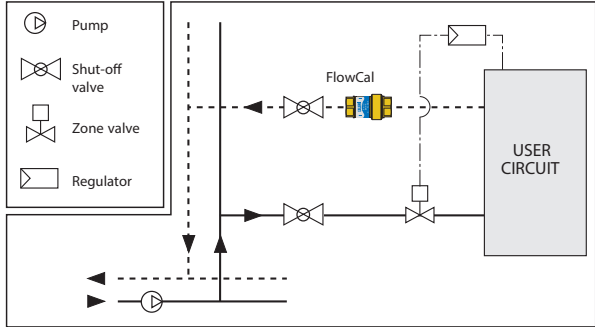 Pump
Shut-off
valve
Zone valve
Regulator
FlowCal
USER
CIRCUIT